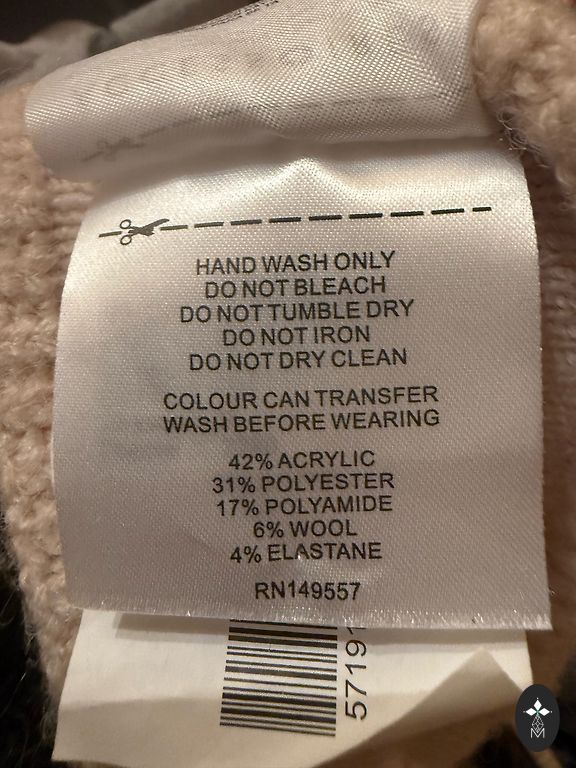 HAND WASH ONLY
DO NOT BLEACH
DO NOT TUMBLE DRY
DO NOT IRON
DO NOT DRY CLEAN
COLOUR CAN TRANSFER
WASH BEFORE WEARING
42% ACRYLIC
31% POLYESTER
17% POLYAMIDE
6% WOOL
4% ELASTANE
RN149557
5719